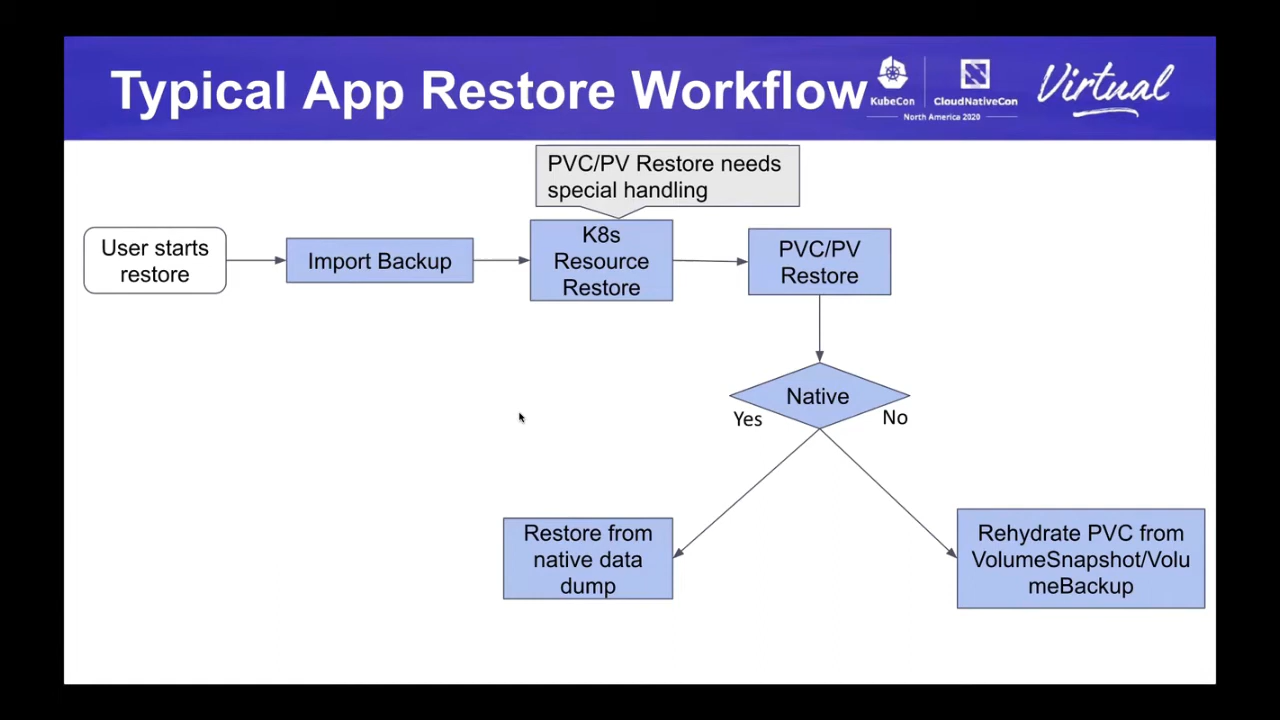 Typical App Restore Workflow
KubeCon
CloudNativeCon
North America 2020
Virtual
PVC/PV Restore needs
special handling
User starts
restore
Import Backup
K8s
Resource
Restore
PVC/PV
Restore
Native
Yes
No
Restore from
native data
dump
Rehydrate PVC from
VolumeSnapshot/Volu
meBackup